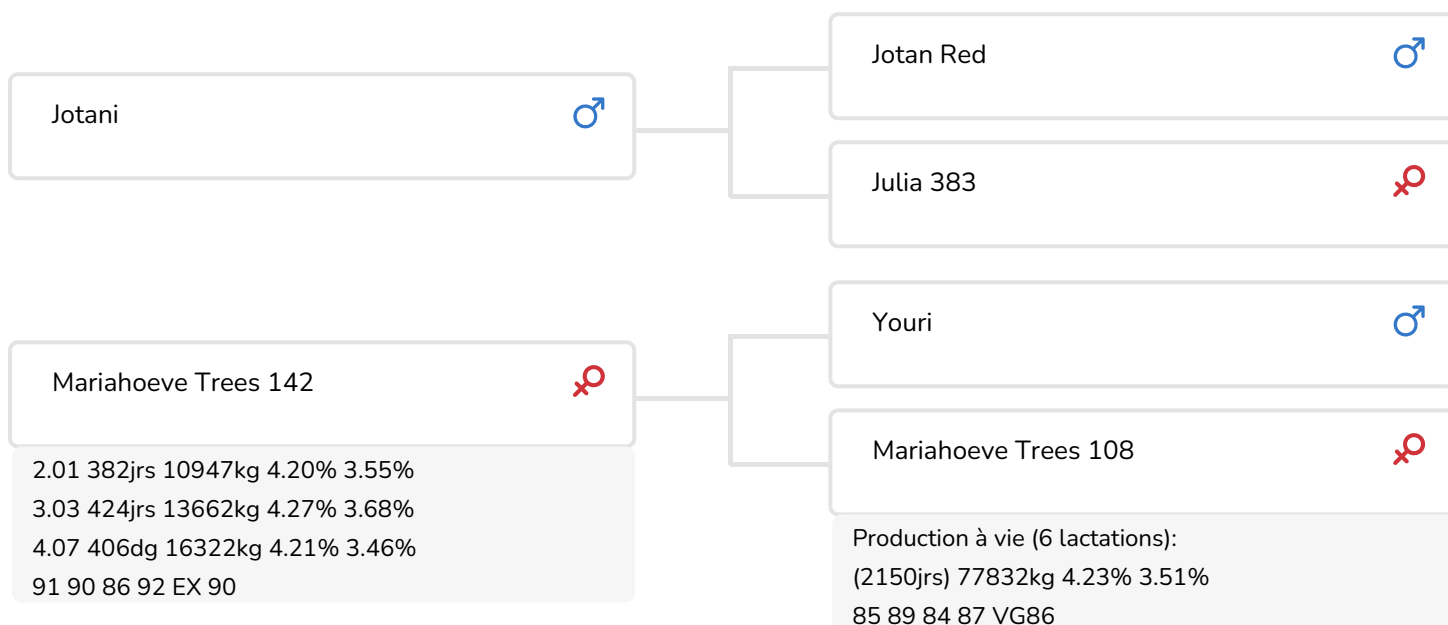 Jotani
Jotan Red
Julia 383
Mariahoeve Trees 142
2.01 382jrs 10947kg 4.20% 3.55%
3.03 424jrs 13662kg 4.27% 3.68%
4.07 406dg 16322kg 4.21% 3.46%
91 90 86 92 EX 90
Youri
Mariahoeve Trees 108
Production à vie (6 lactations):
(2150jrs) 77832kg 4.23% 3.51%
85 89 84 87 VG86